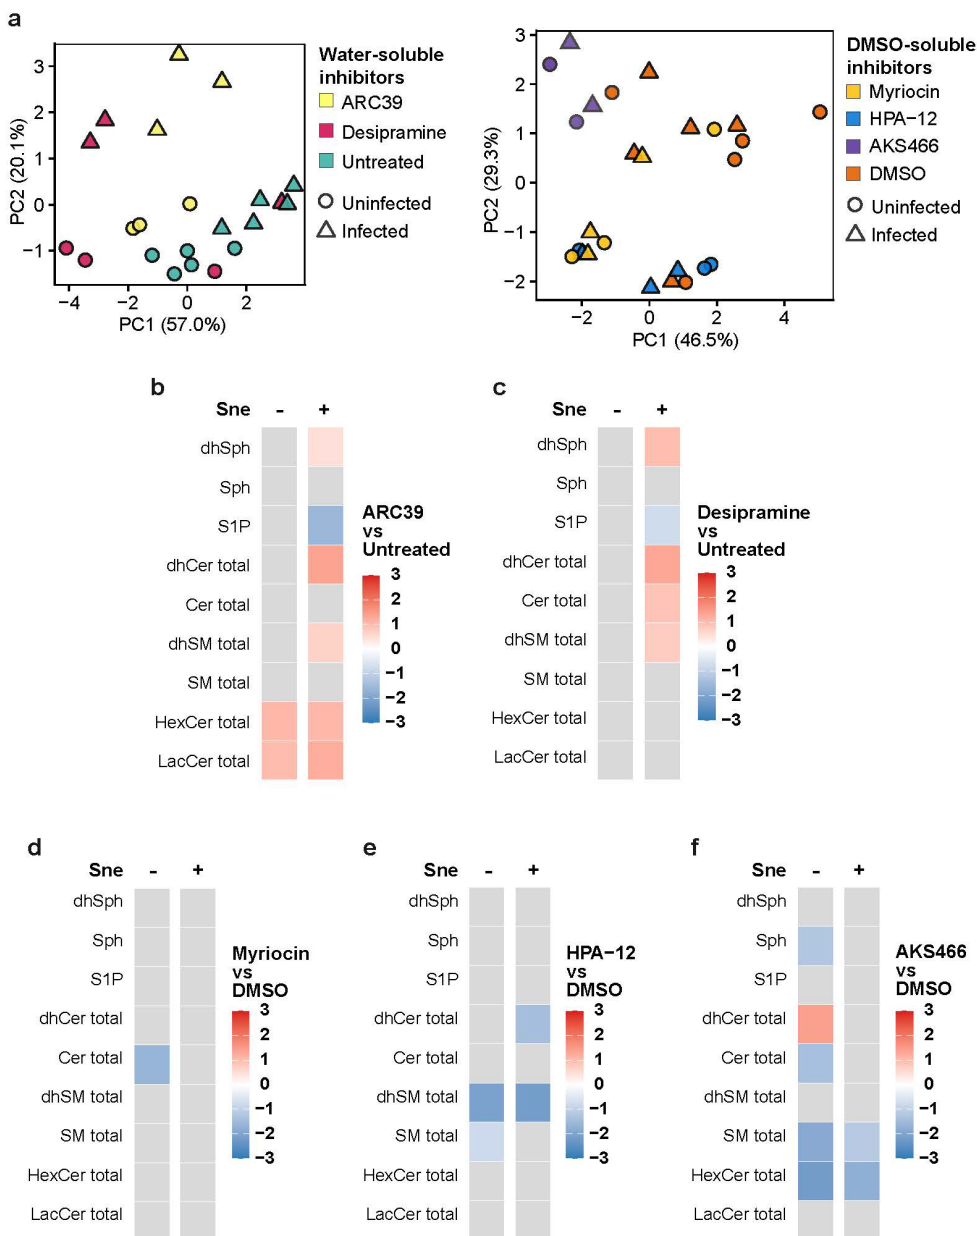 a
Water-soluble
inhibitors
ARC39
Desipramine
Untreated
Uninfected
Infected
PC2 (20.1%)
3
2
1
0
−1
−4
−2
0
2
PC1 (57.0%)
DMSO-soluble
inhibitors
Myriocin
HPA−12
AKS466
DMSO
Uninfected
Infected
PC2 (29.3%)
3
2
1
0
−1
−2
−2
0
2
4
PC1 (46.5%)
b
Sne - +
dhSph
Sph
S1P
dhCer total
Cer total
dhSM total
SM total
HexCer total
LacCer total
ARC39
vs
Untreated
3
2
1
0
−1
−2
−3
c
Sne - +
dhSph
Sph
S1P
dhCer total
Cer total
dhSM total
SM total
HexCer total
LacCer total
Desipramine
vs
Untreated
3
2
1
0
−1
−2
−3
d
Sne - +
dhSph
Sph
S1P
dhCer total
Cer total
dhSM total
SM total
HexCer total
LacCer total
Myriocin
vs
DMSO
3
2
1
0
−1
−2
−3
e
Sne - +
dhSph
Sph
S1P
dhCer total
Cer total
dhSM total
SM total
HexCer total
LacCer total
HPA−12
vs
DMSO
3
2
1
0
−1
−2
−3
f
Sne - +
dhSph
Sph
S1P
dhCer total
Cer total
dhSM total
SM total
HexCer total
LacCer total
AKS466
vs
DMSO
3
2
1
0
−1
−2
−3